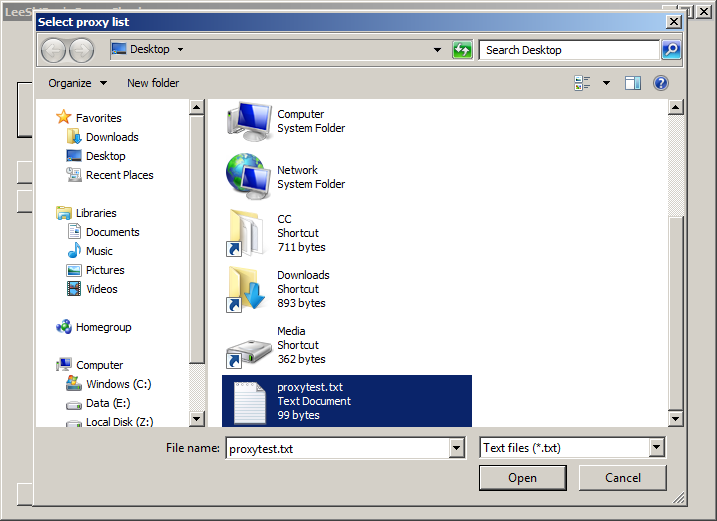 Select proxy list
Desktop
Search Desktop
Organize
New folder
Favorites
Downloads
Desktop
Recent Places
Libraries
Documents
Music
Pictures
Videos
Homegroup
Computer
Windows (C:)
Data (E:)
Local Disk (Z:)
Computer
System Folder
Network
System Folder
CC
Shortcut
711 bytes
Downloads
Shortcut
893 bytes
Media
Shortcut
362 bytes
proxytest.txt
Text Document
99 bytes
File name:
proxytest.txt
Text files (*.txt)
Open
Cancel